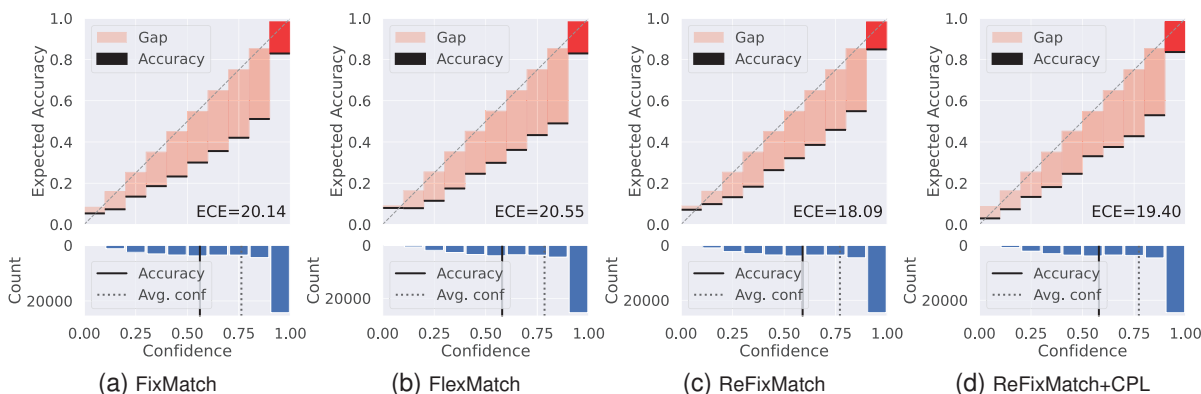 1.0
0.8
0.6
0.4
0.2
0.0
Expected Accuracy
Gap
Accuracy
ECE=20.14
0
20000
Count
Accuracy
Avg. conf
0.00 0.25 0.50 0.75 1.00
Confidence
(a) FixMatch
1.0
0.8
0.6
0.4
0.2
0.0
Expected Accuracy
Gap
Accuracy
ECE=20.55
0
20000
Count
Accuracy
Avg. conf
0.00 0.25 0.50 0.75 1.00
Confidence
(b) FlexMatch
1.0
0.8
0.6
0.4
0.2
0.0
Expected Accuracy
Gap
Accuracy
ECE=18.09
0
20000
Count
Accuracy
Avg. conf
0.00 0.25 0.50 0.75 1.00
Confidence
(c) ReFixMatch
1.0
0.8
0.6
0.4
0.2
0.0
Expected Accuracy
Gap
Accuracy
ECE=19.40
0
20000
Count
Accuracy
Avg. conf
0.00 0.25 0.50 0.75 1.00
Confidence
(d) ReFixMatch+CPL